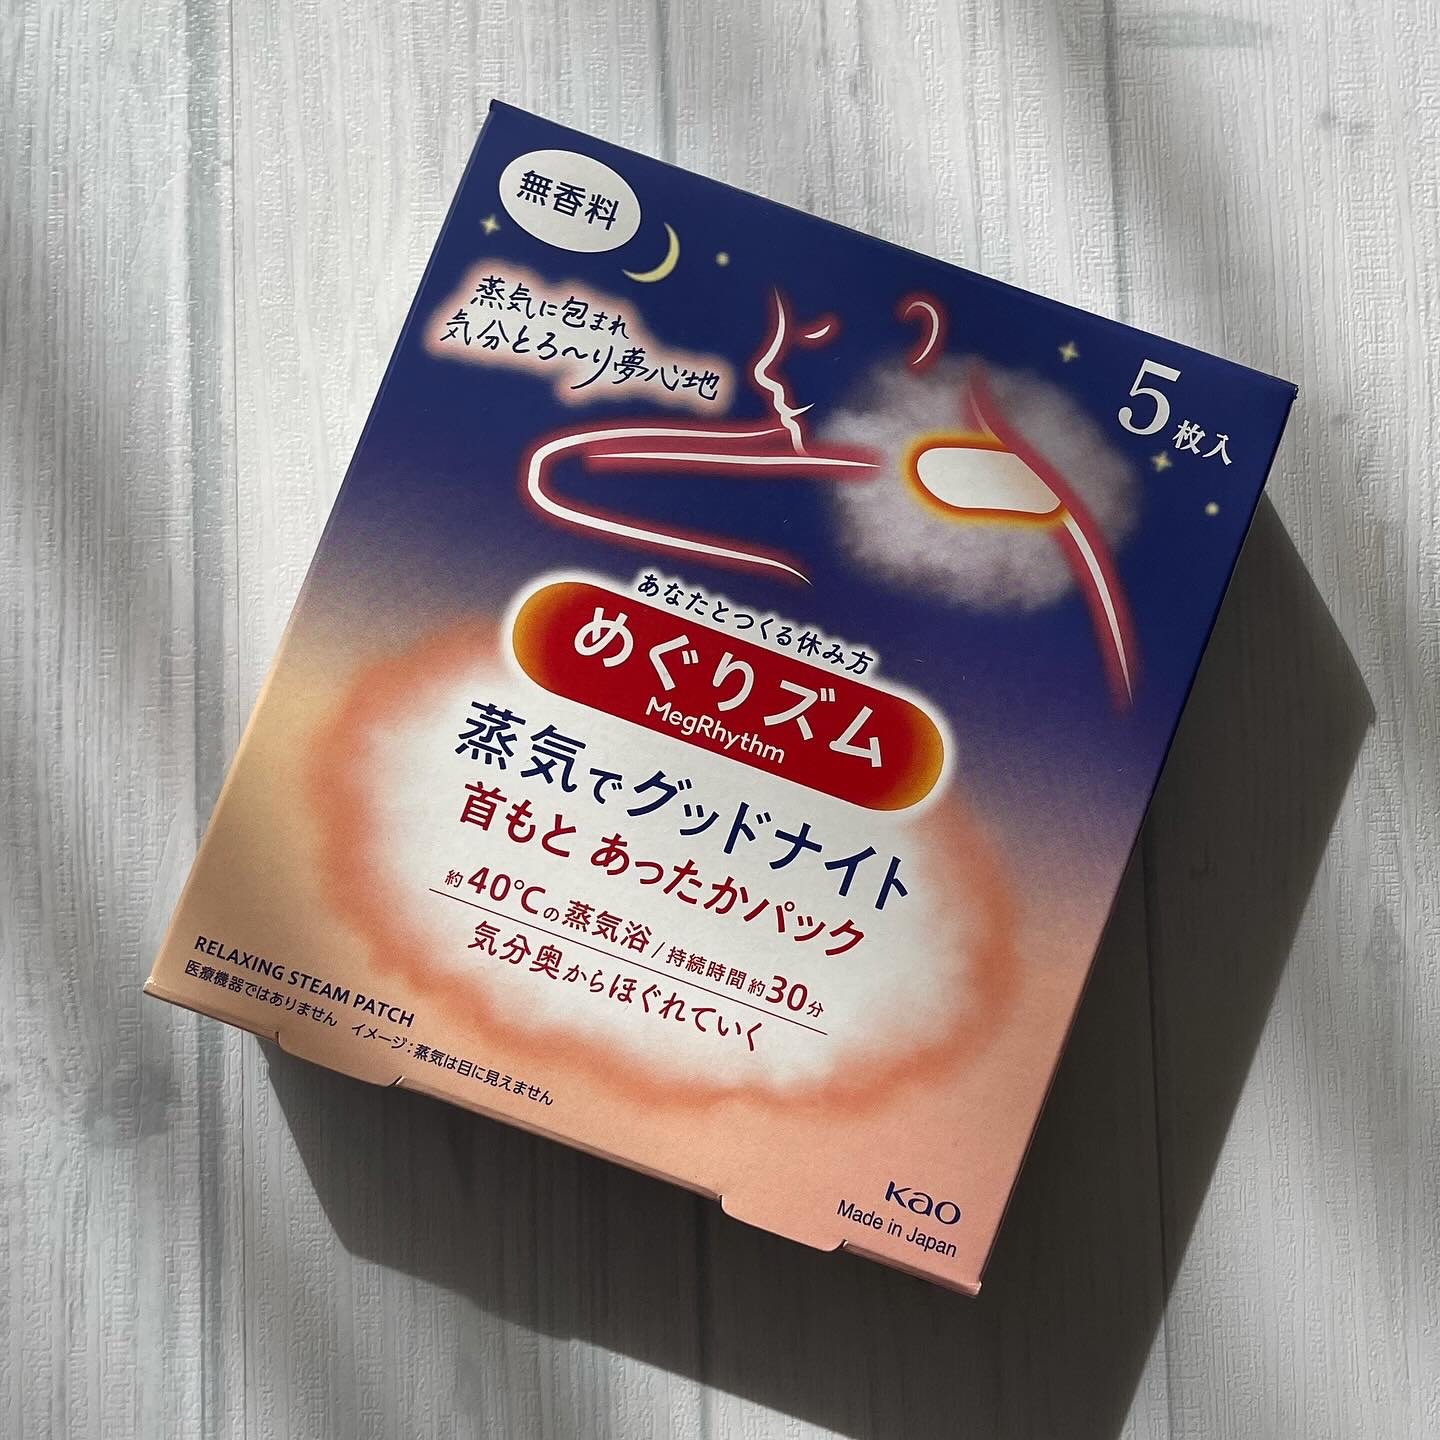 無香料
蒸気に包まれ
気分とろ〜り夢心地
5枚入
あなたとつくる休み方
めぐりズム
MegRhythm
蒸気でグッドナイト
首もと あったかパック
約40℃の蒸気浴/持続時間約30分
気分奥からほぐれていく
RELAXING STEAM PATCH
医療機器ではありません イメージ:蒸気は目に見えません
Kao
Made in Japan